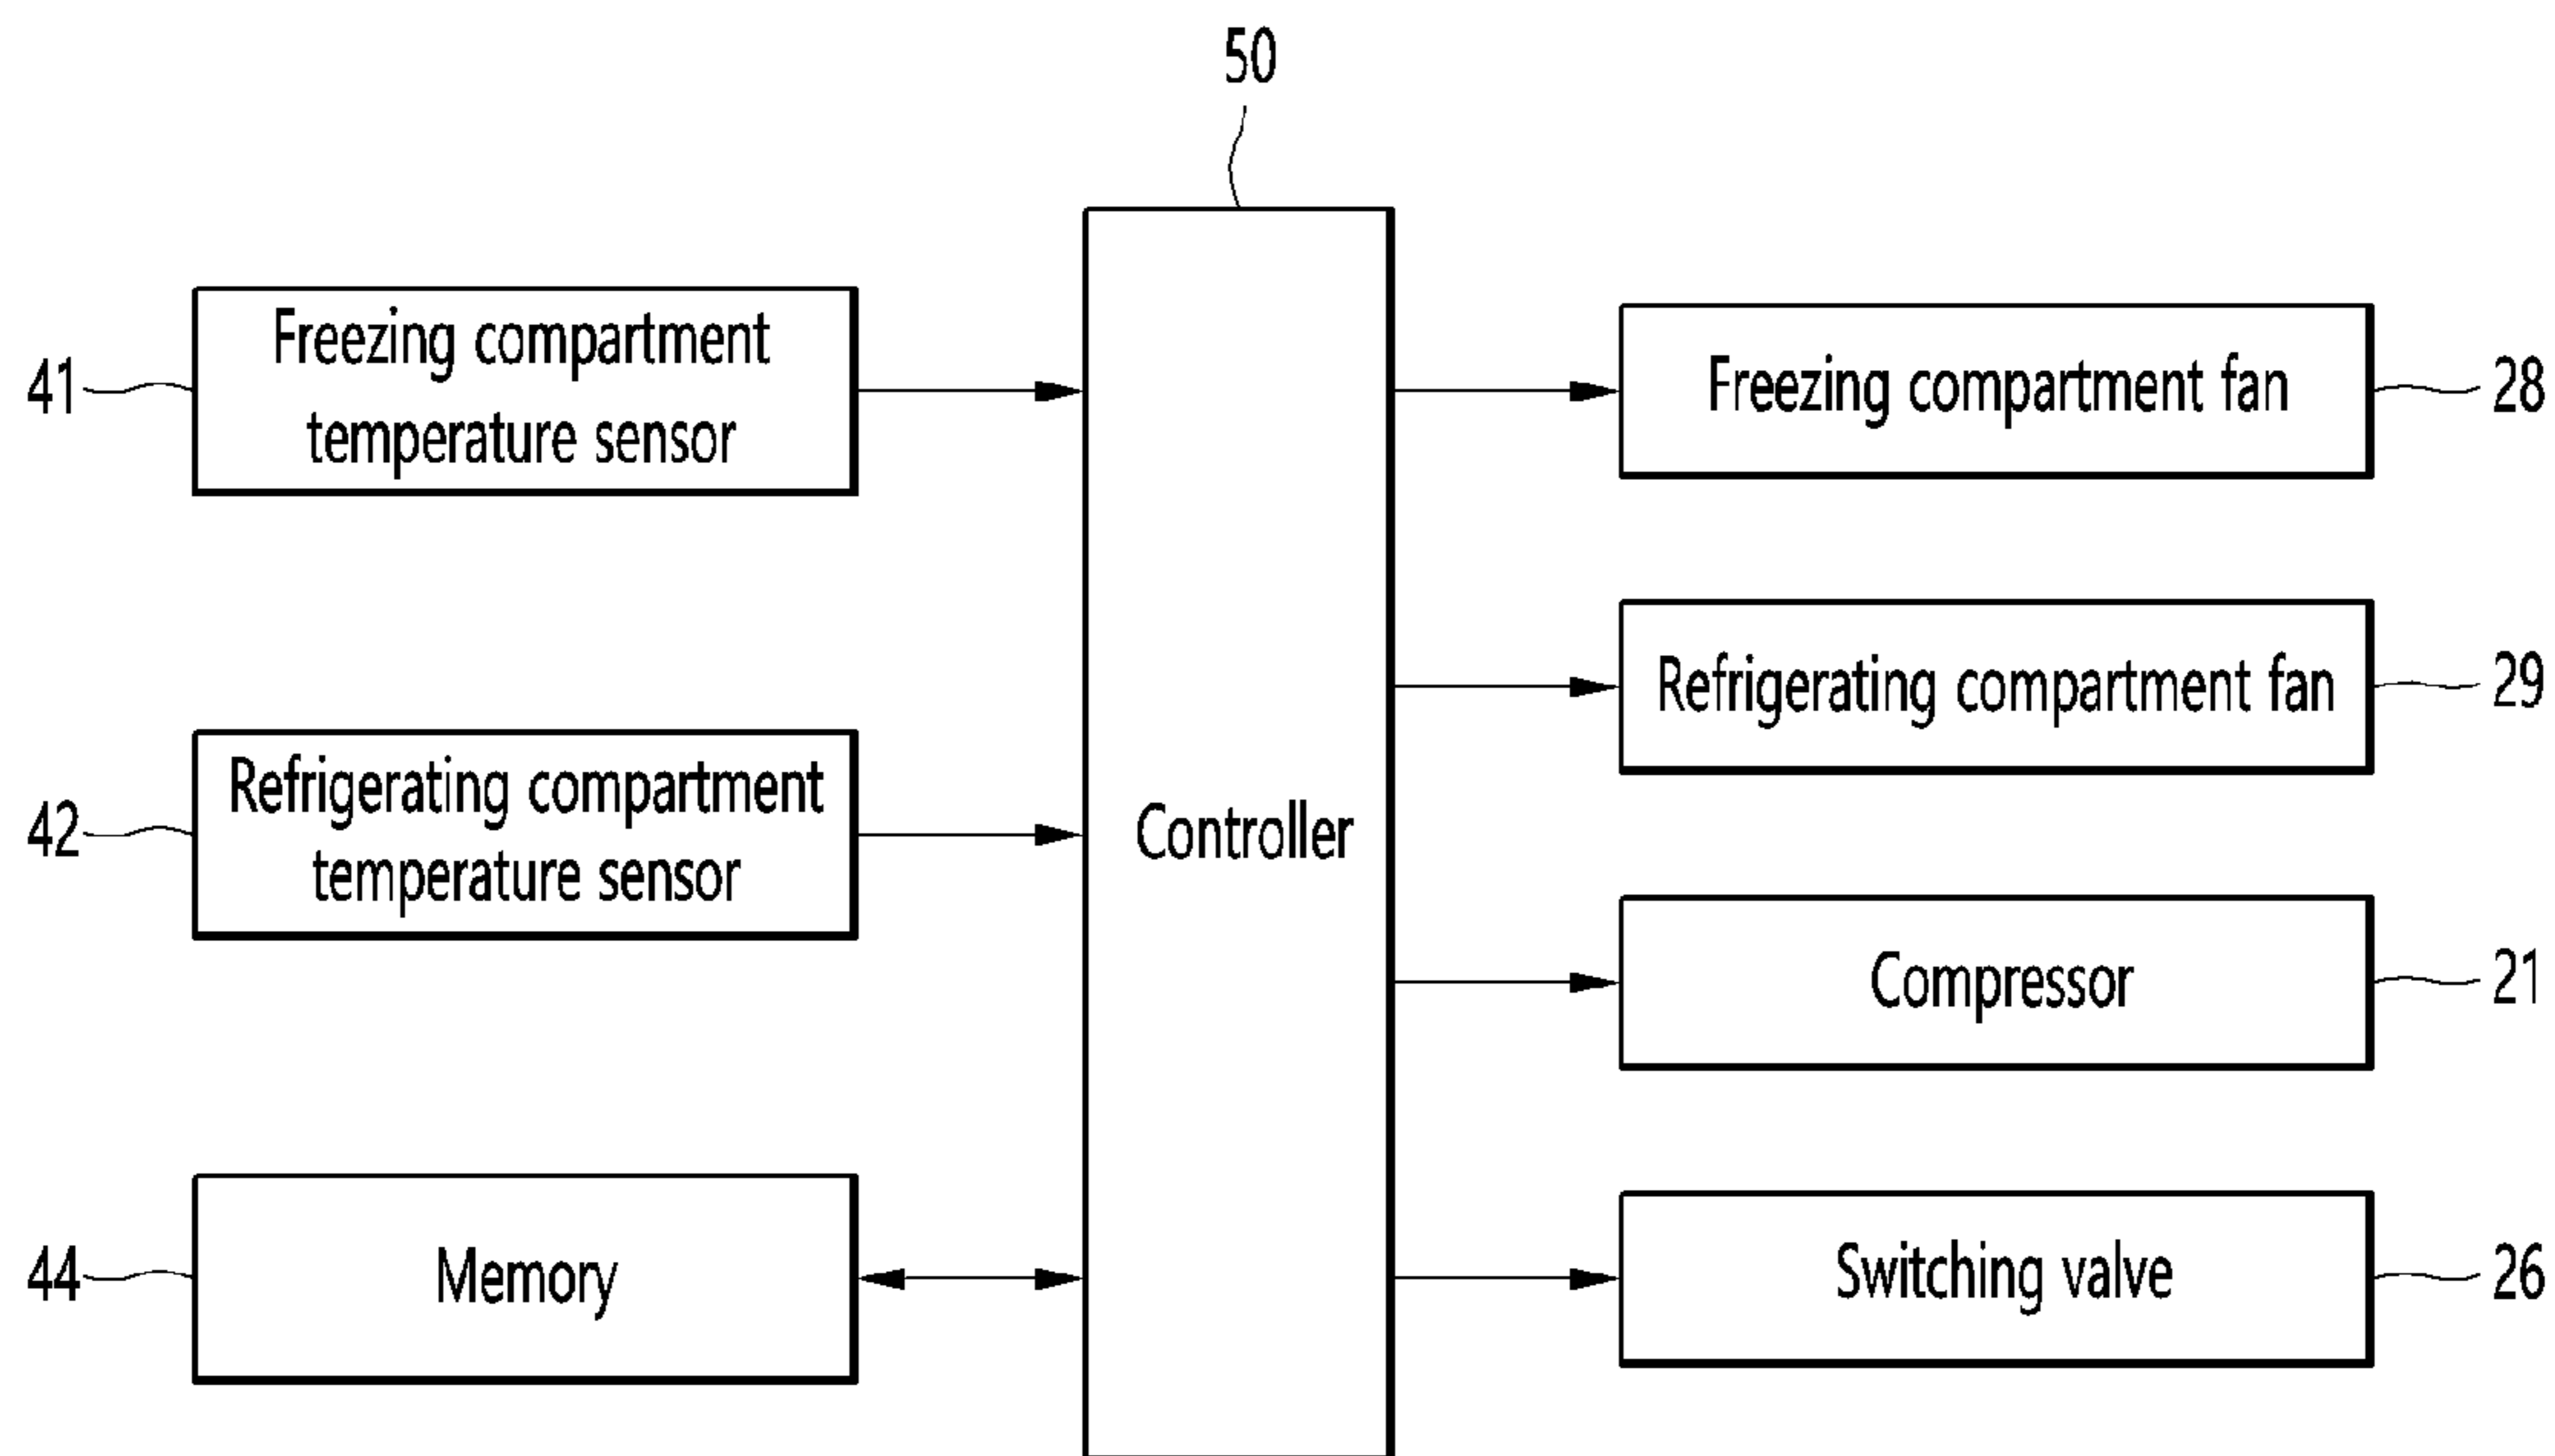 50
Freezing compartment
temperature sensor
41
Refrigerating compartment
temperature sensor
42
Memory
44
Controller
Freezing compartment fan
28
Refrigerating compartment fan
29
Compressor
21
Switching valve
26